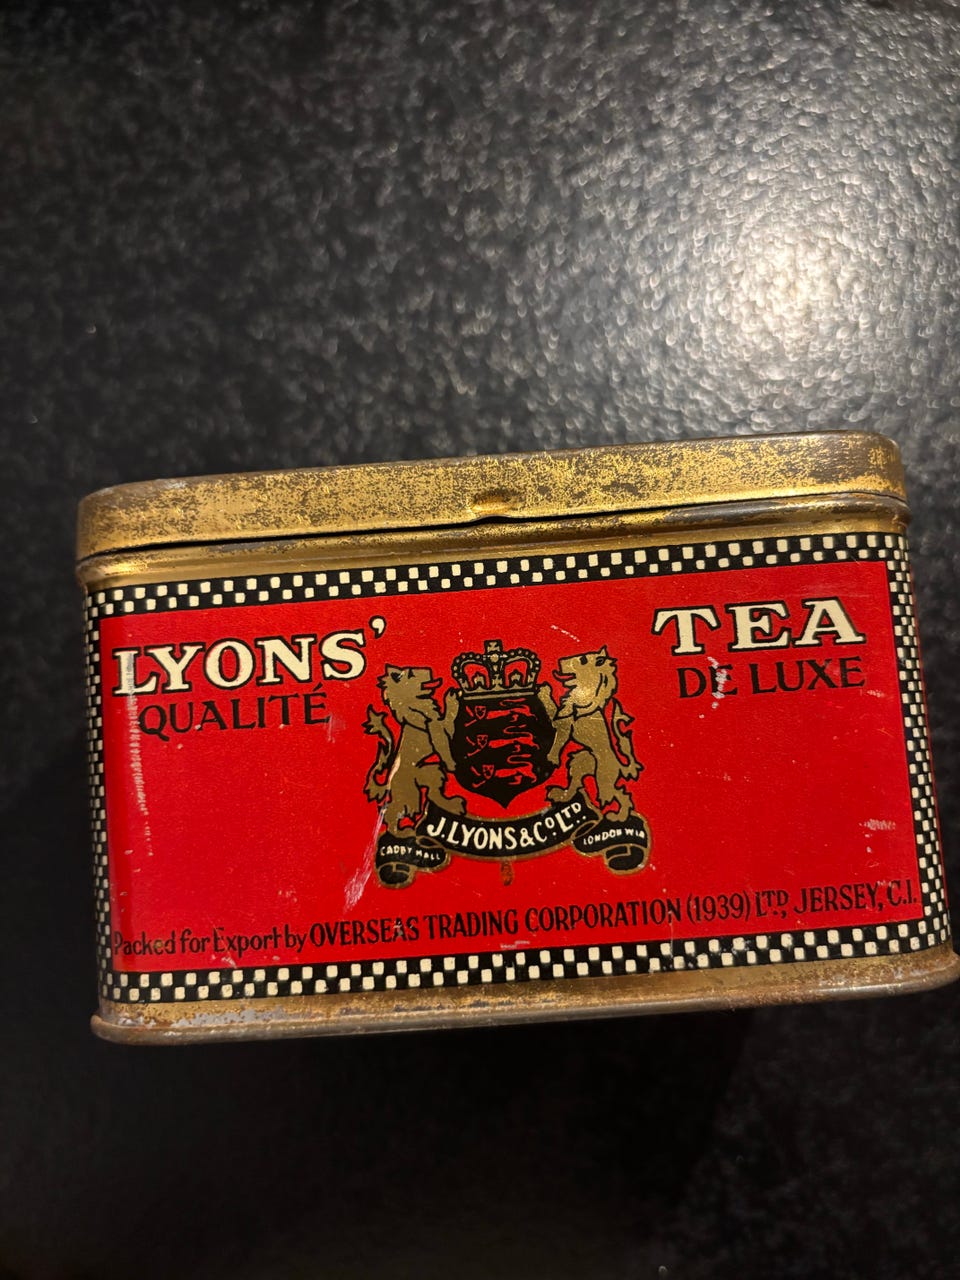 LYONS' TEA
QUALITÉ DE LUXE
J. LYONS & Cº LTD
CADBY HALL LONDON W 14
Packed for Export by OVERSEAS TRADING CORPORATION (1939) LTD, JERSEY, C.I.